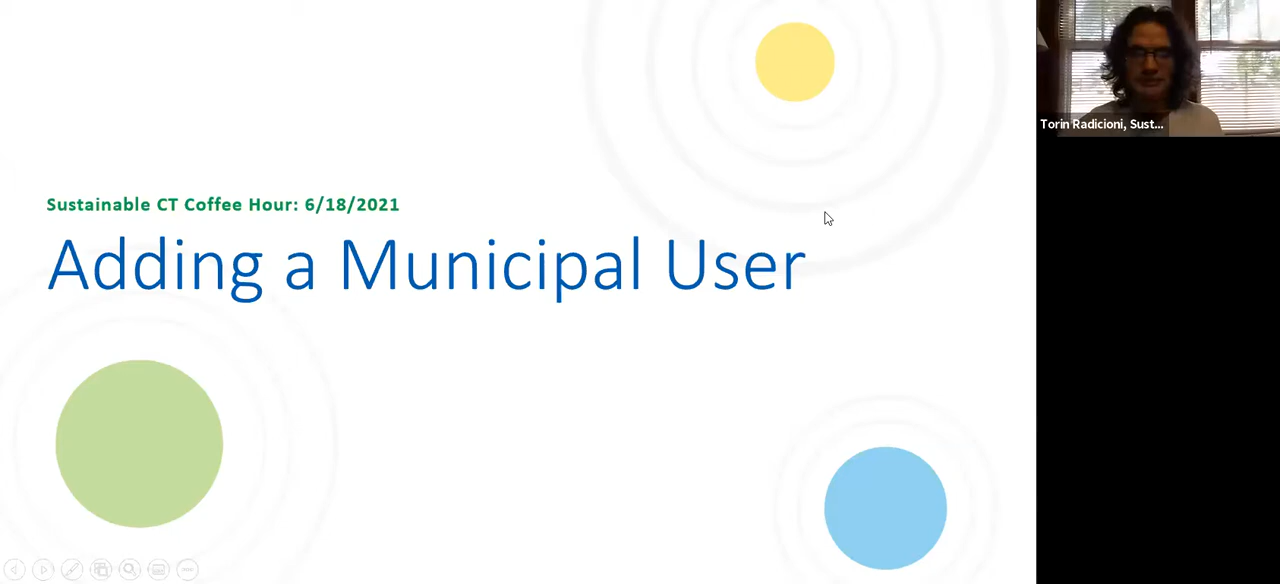 Sustainable CT Coffee Hour: 6/18/2021
Adding a Municipal User
Torin Radicioni, Sust...